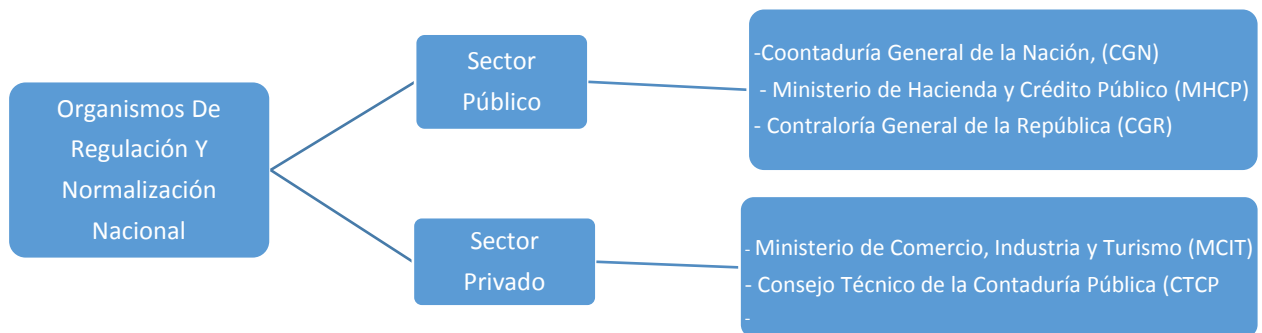 Organismos De
Regulación Y
Normalización
Nacional
Sector
Público
-Coontaduría General de la Nación, (CGN)
- Ministerio de Hacienda y Crédito Público (MHCP)
- Contraloría General de la República (CGR)
Sector
Privado
- Ministerio de Comercio, Industria y Turismo (MCIT)
- Consejo Técnico de la Contaduría Pública (CTCP
-